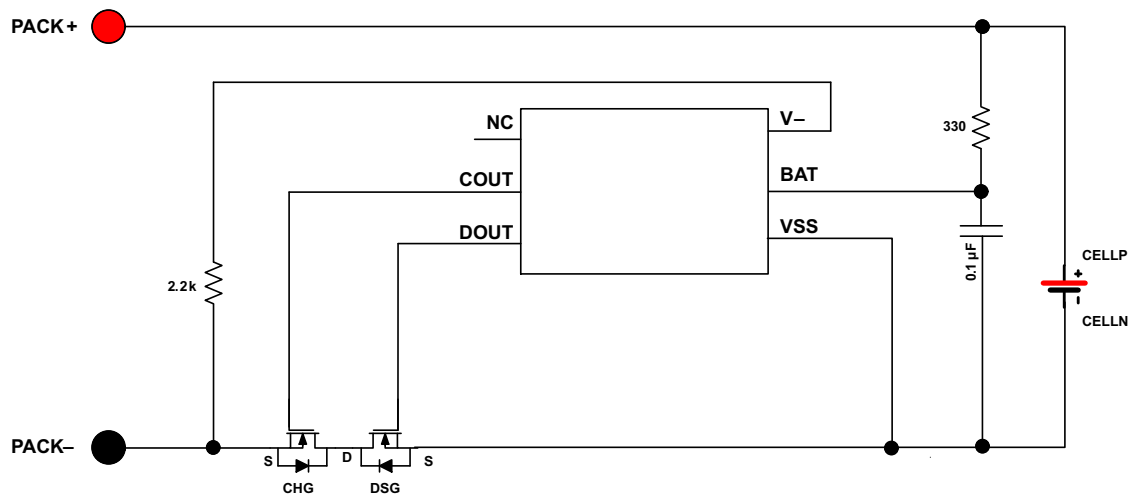 PACK+
NC
V–
330
COUT
BAT
DOUT
VSS
0.1 µF
CELLP
+
2.2k
-
CELLN
PACK–
S
D
S
CHG
DSG